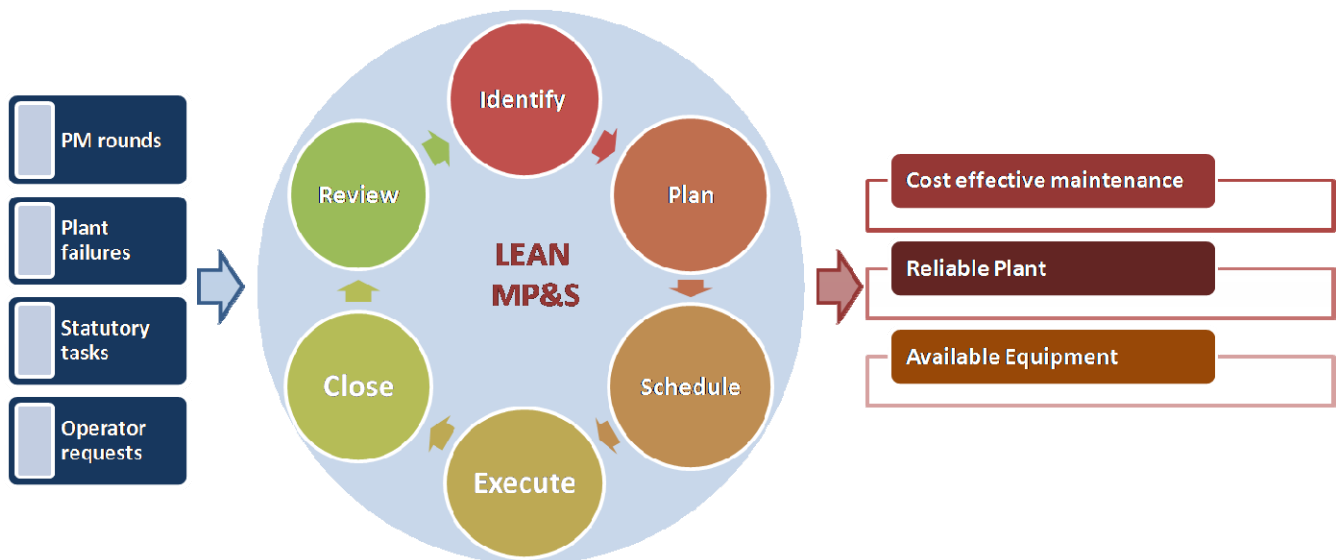 PM rounds
Plant
failures
Statutory
tasks
Operator
requests
Identify
Plan
Schedule
Execute
Close
Review
LEAN
MP&S
Cost effective maintenance
Reliable Plant
Available Equipment